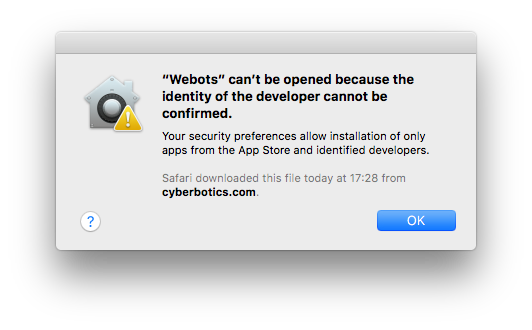 “Webots” can’t be opened because the
identity of the developer cannot be
confirmed.
Your security preferences allow installation of only
apps from the App Store and identified developers.
Safari downloaded this file today at 17:28 from
cyberbotics.com.
?
OK